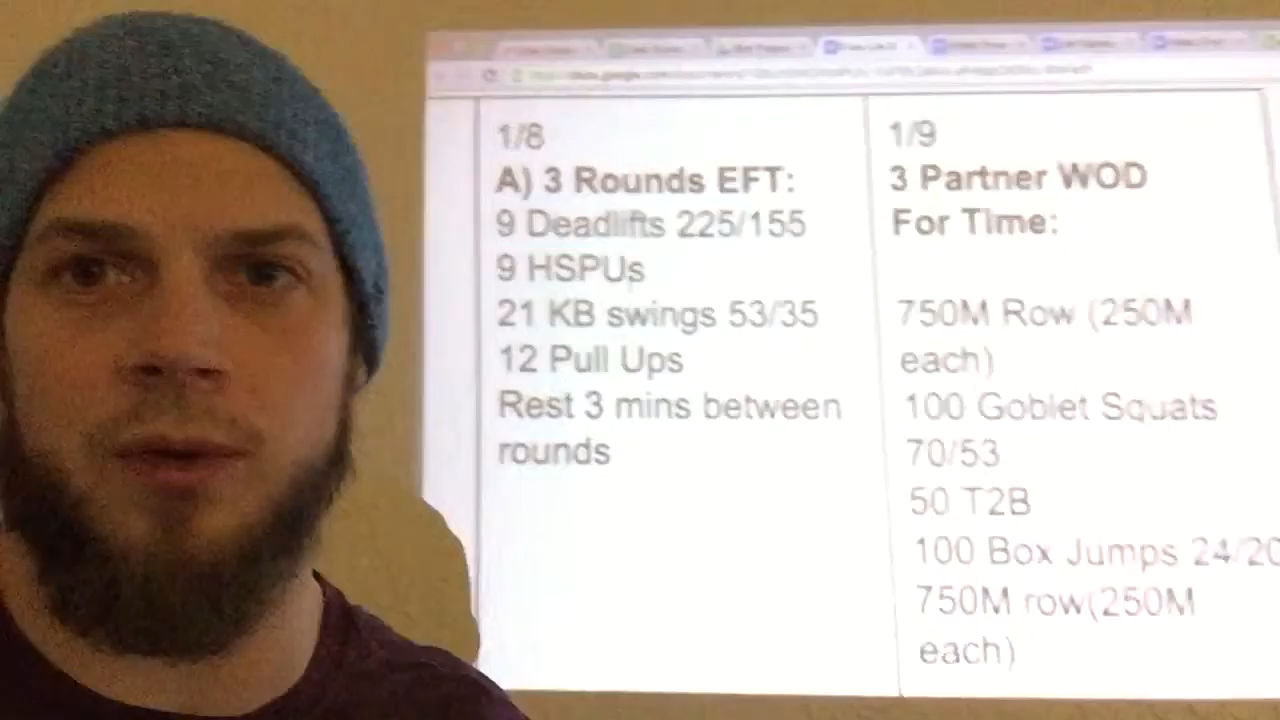 1/8
A) 3 Rounds EFT:
9 Deadlifts 225/155
9 HSPUs
21 KB swings 53/35
12 Pull Ups
Rest 3 mins between
rounds
1/9
3 Partner WOD
For Time:
750M Row (250M
each)
100 Goblet Squats
70/53
50 T2B
100 Box Jumps 24/20
750M row(250M
each)